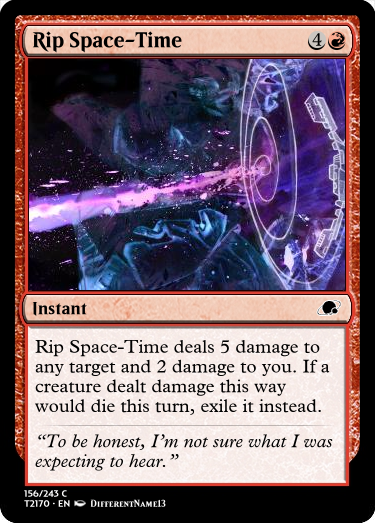 Rip Space-Time 4
Instant
Rip Space-Time deals 5 damage to
any target and 2 damage to you. If a
creature dealt damage this way
would die this turn, exile it instead.
“To be honest, I’m not sure what I was
expecting to hear.”
156/243 C
T2170 • EN DifferentName13